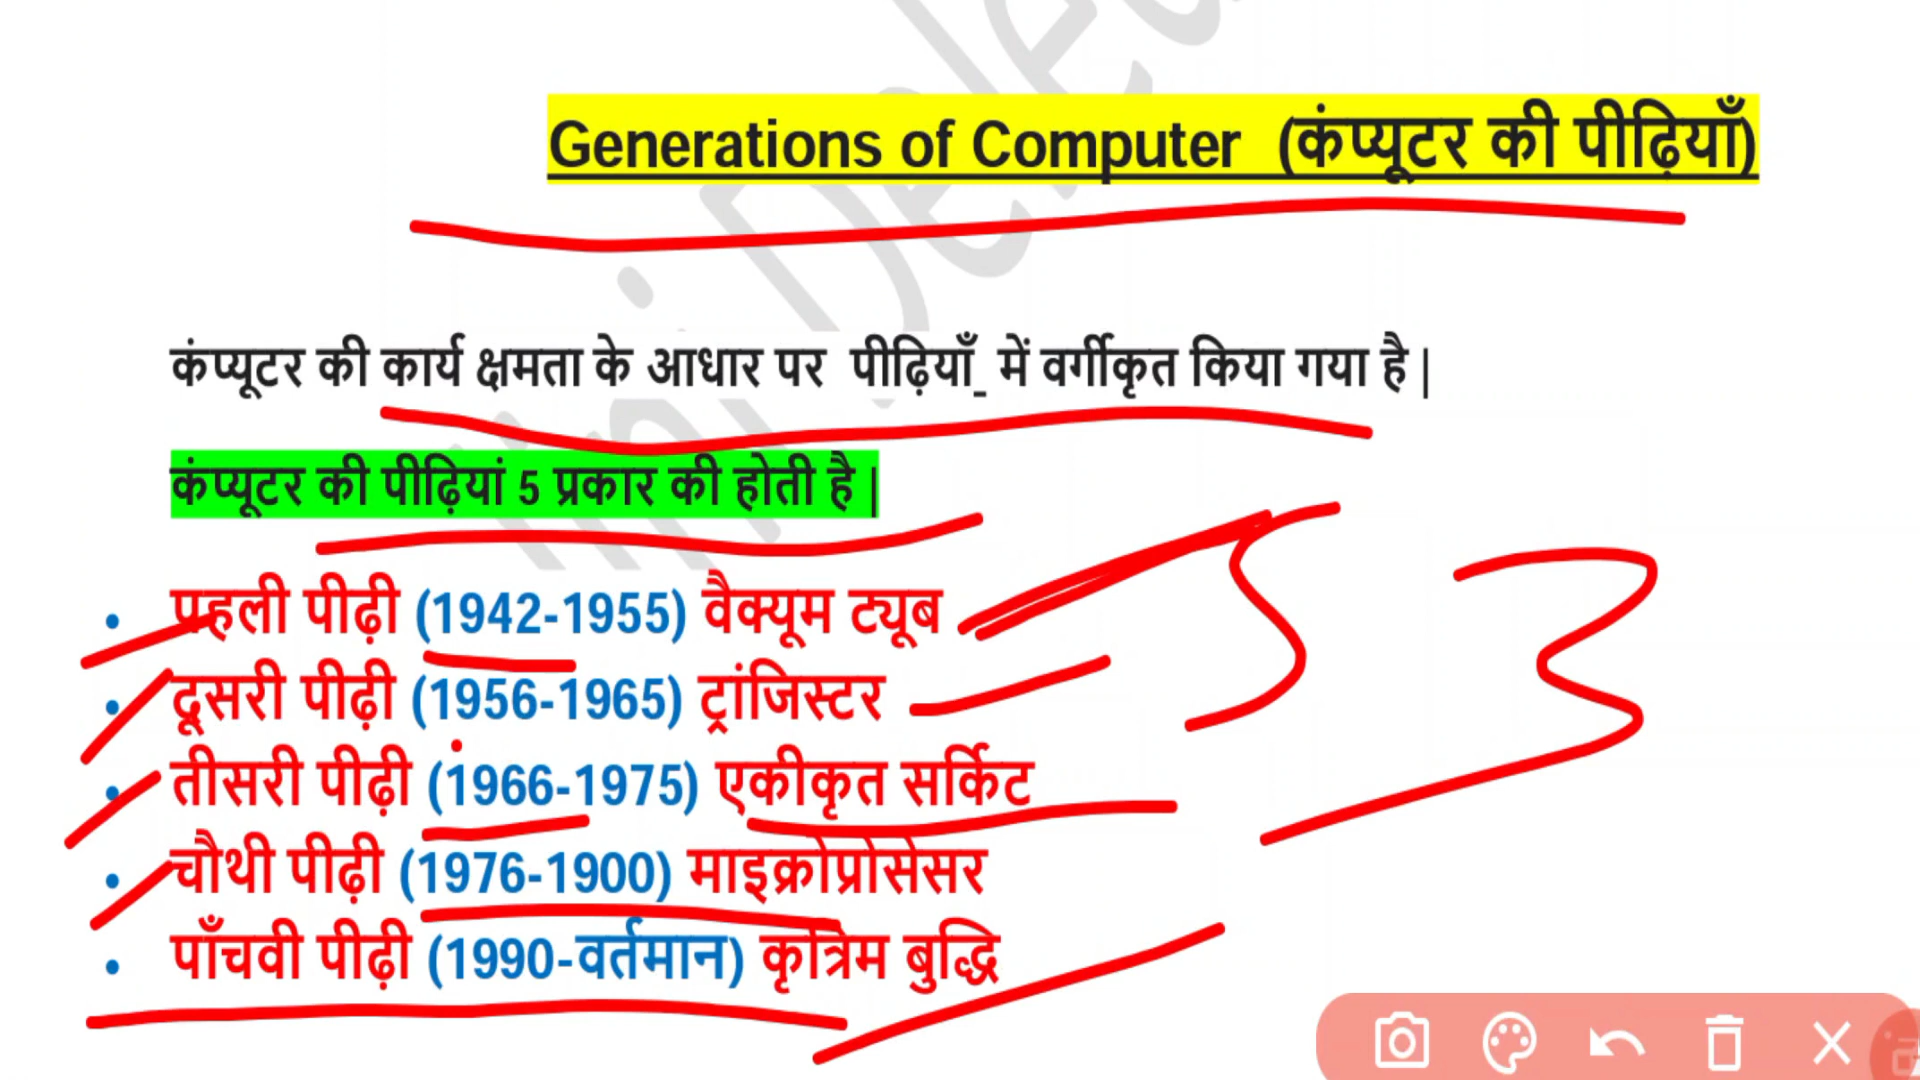 Generations of Computer (कंप्यूटर की पीढ़ियाँ)
कंप्यूटर की कार्य क्षमता के आधार पर पीढ़ियाँ_ में वर्गीकृत किया गया है |
कंप्यूटर की पीढ़ियां 5 प्रकार की होती है |
• पहली पीढ़ी (1942-1955) वैक्यूम ट्यूब
• दूसरी पीढ़ी (1956-1965) ट्रांजिस्टर
• तीसरी पीढ़ी (1966-1975) एकीकृत सर्किट
• चौथी पीढ़ी (1976-1900) माइक्रोप्रोसेसर
• पाँचवी पीढ़ी (1990-वर्तमान) कृत्रिम बुद्धि